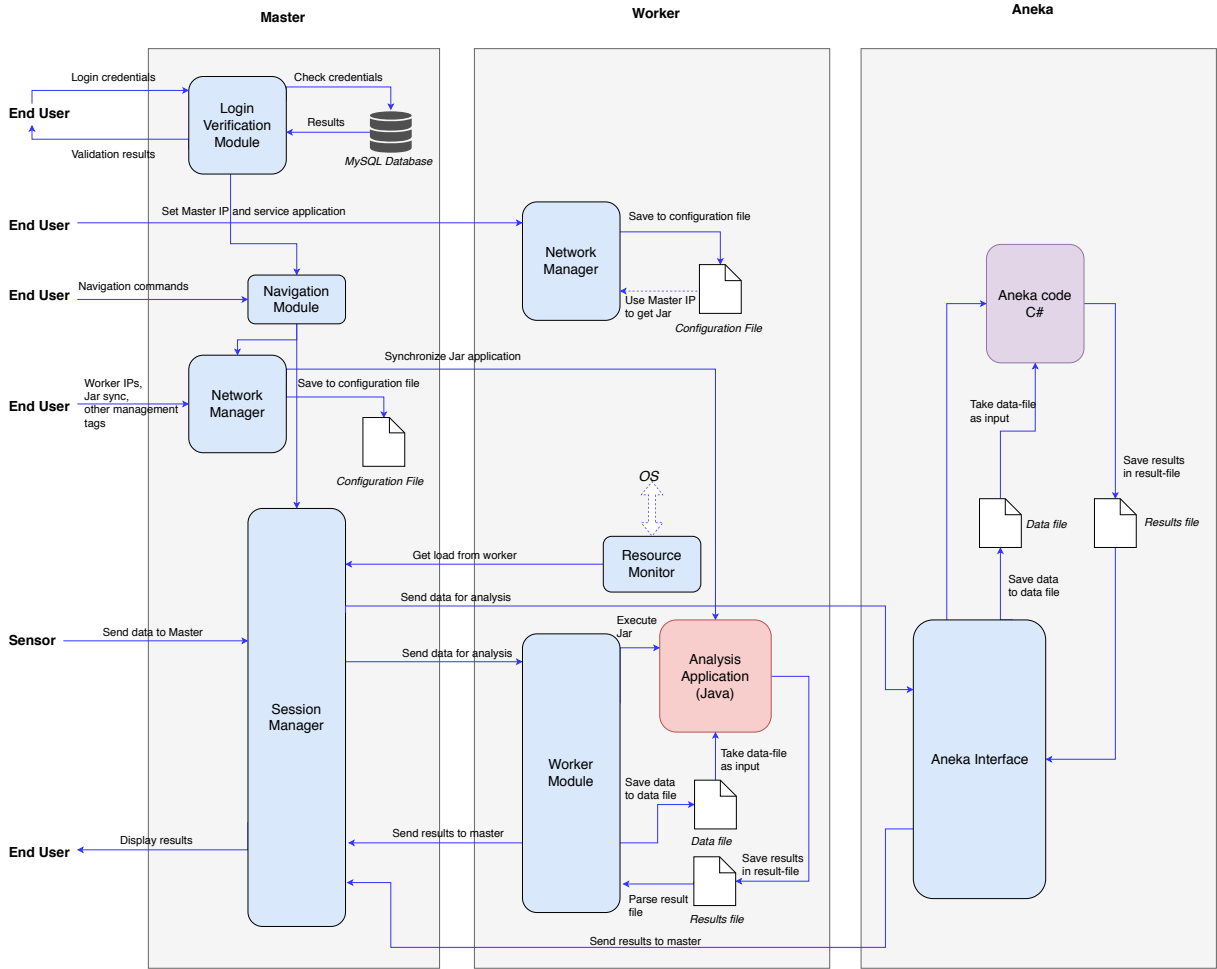 Master
Worker
Aneka
Login credentials
Check credentials
End User
Login
Verification
Module
Results
MySQL Database
Validation results
End User
Set Master IP and service application
Network
Manager
Save to configuration file
Use Master IP
to get Jar
Configuration File
End User
Navigation commands
Navigation
Module
Aneka code
C#
Synchronize Jar application
End User
Worker IPs,
Jar sync,
other management
tags
Network
Manager
Save to configuration file
Configuration File
Take data-file
as input
Save results
in result-file
Data file
Results file
Save data
to data file
OS
Resource
Monitor
Get load from worker
Send data for analysis
Sensor
Send data to Master
Send data for analysis
Session
Manager
Execute
Jar
Analysis
Application
(Java)
Worker
Module
Take data-file
as input
Save data
to data file
Data file
Aneka Interface
Send results to master
End User
Display results
Save results
in result-file
Parse result
file
Results file
Send results to master